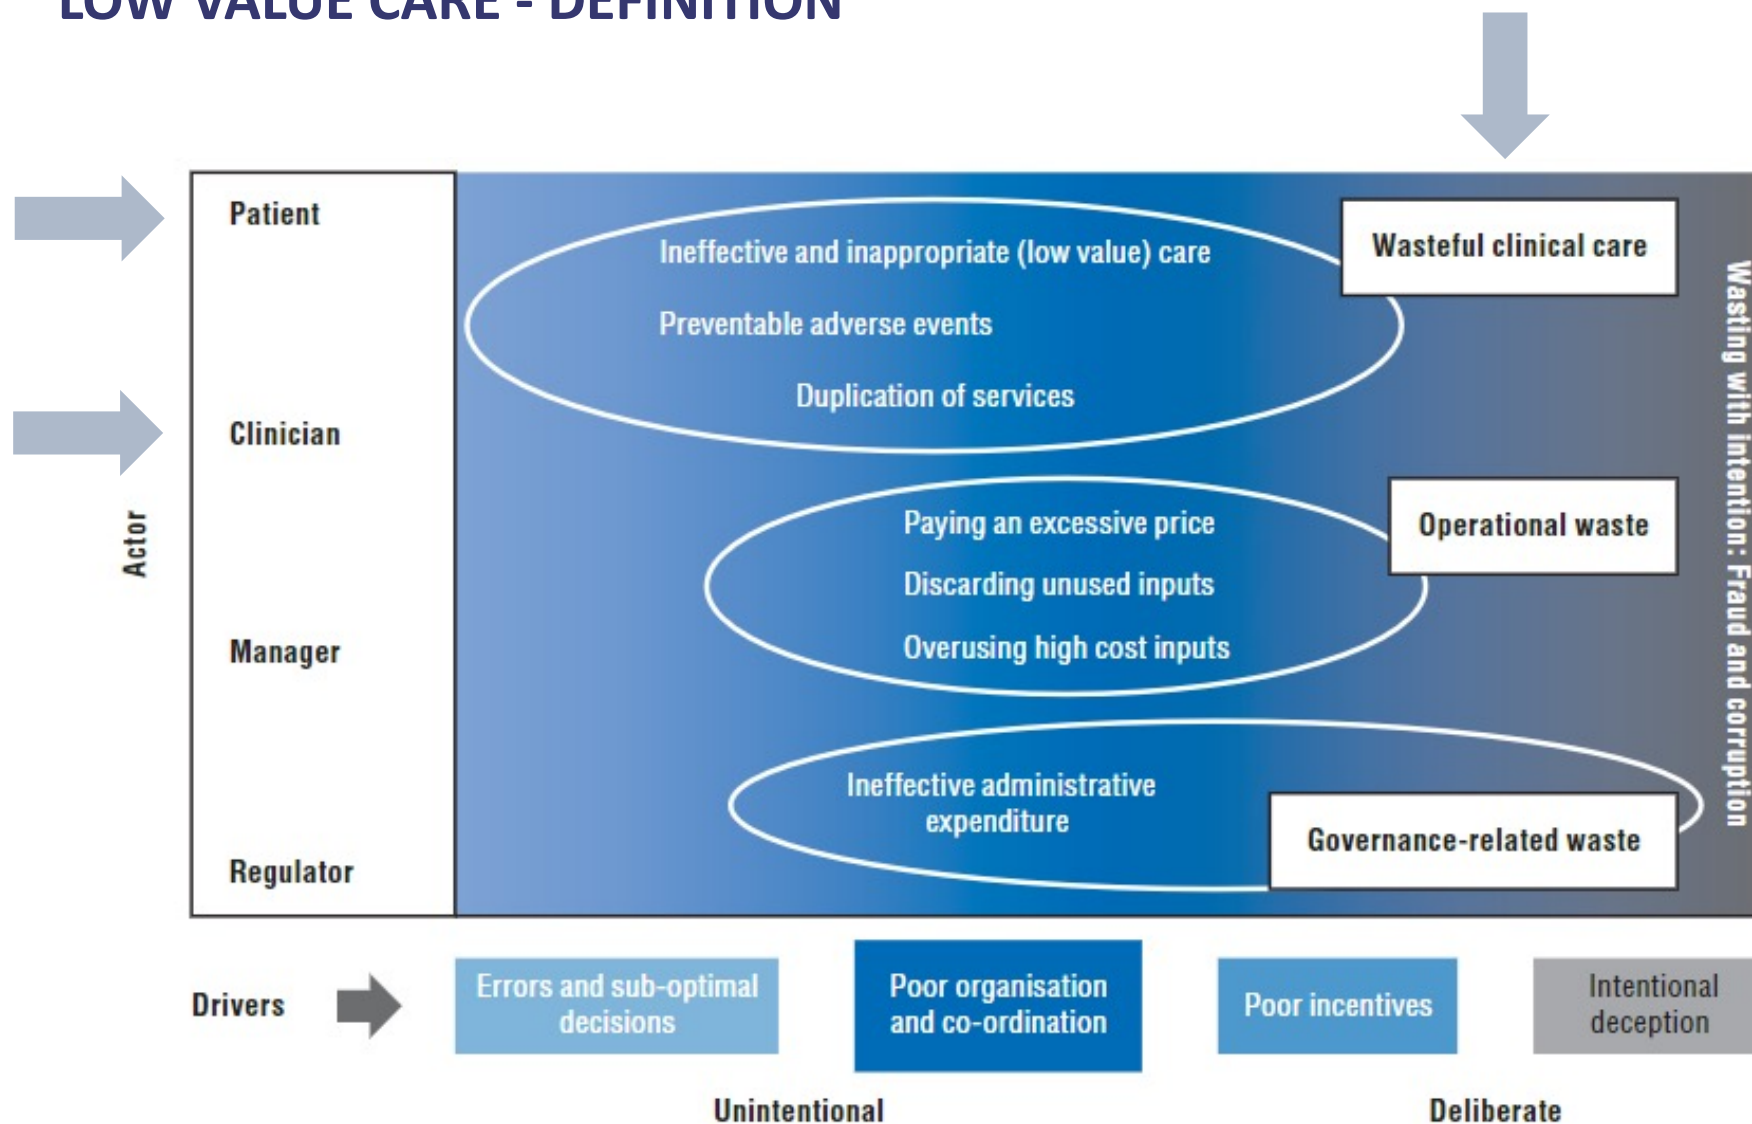 LOW VALUE CARE - DEFINITION
Patient
Ineffective and inappropriate (low value) care
Wasteful clinical care
Preventable adverse events
Duplication of services
Clinician
Actor
Paying an excessive price
Operational waste
Discarding unused inputs
Manager
Overusing high cost inputs
Ineffective administrative
expenditure
Governance-related waste
Regulator
Wasting with intention: Fraud and corruption
Drivers
Errors and sub-optimal
decisions
Poor organisation
and co-ordination
Poor incentives
Intentional
deception
Unintentional
Deliberate